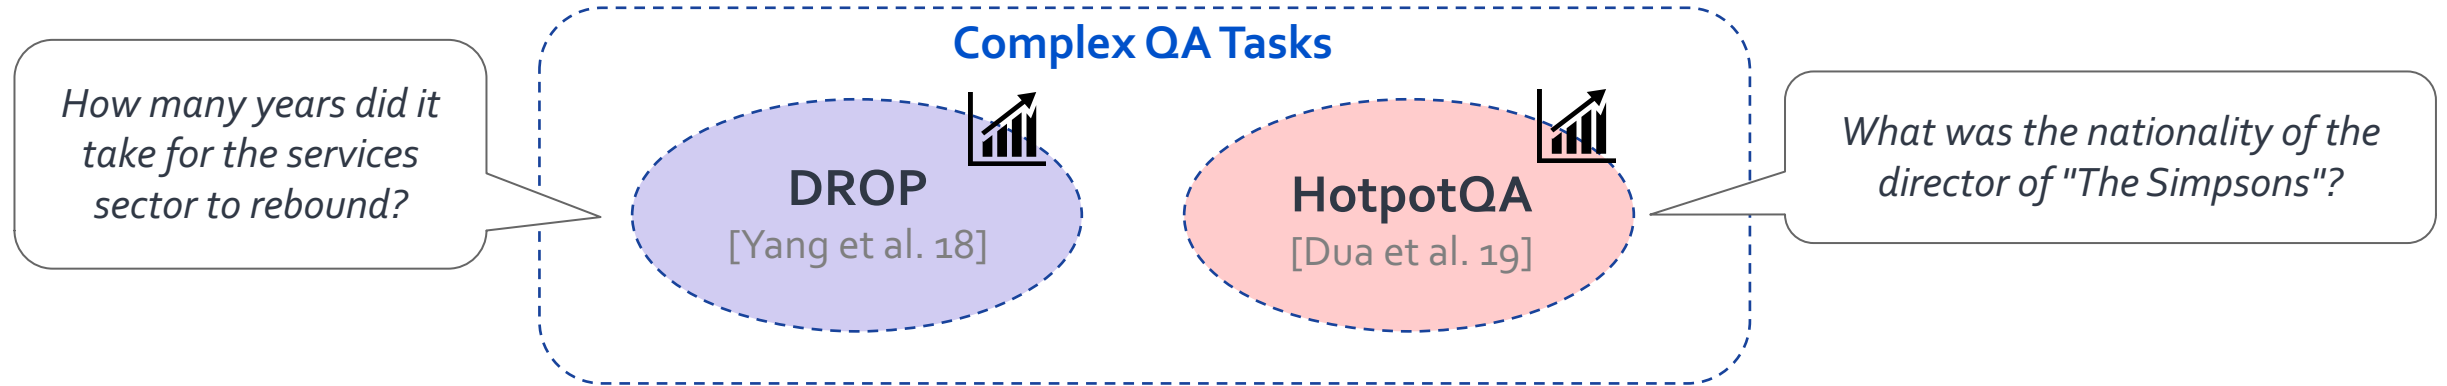 Complex QA Tasks
How many years did it
take for the services
sector to rebound?
DROP
[Yang et al. 18]
HotpotQA
[Dua et al. 19]
What was the nationality of the
director of "The Simpsons"?